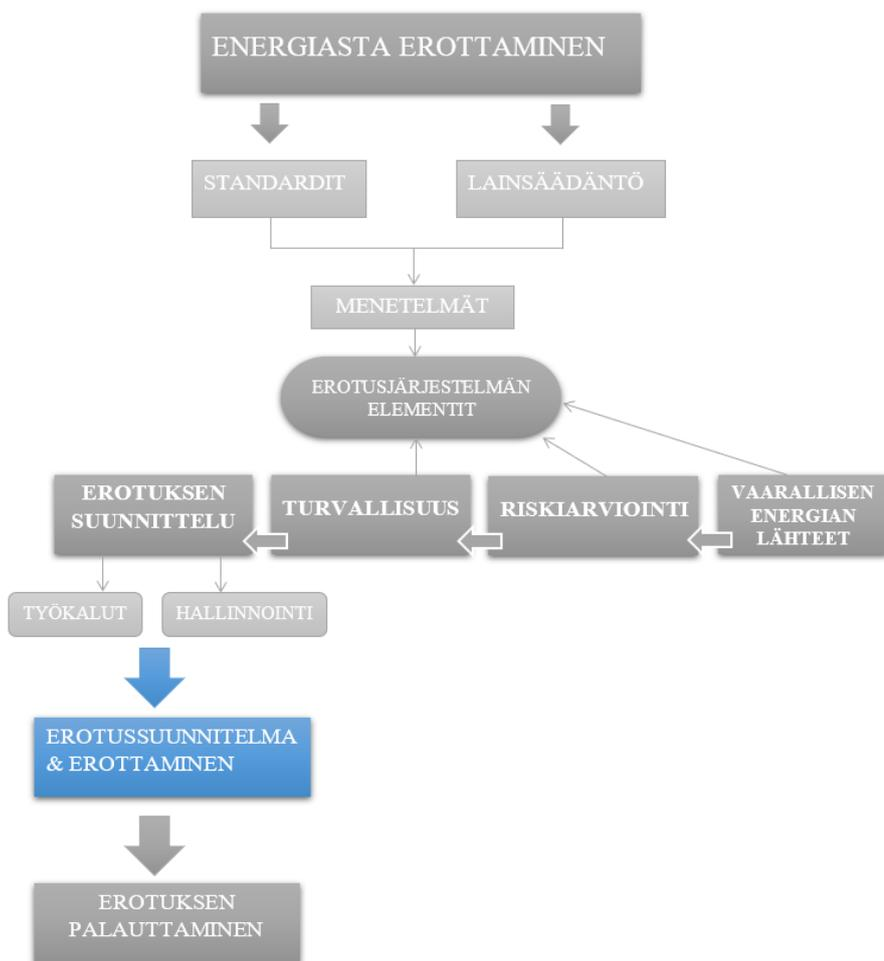 ENERGIASTA EROTTAMINEN
STANDARDIT
LAINSÄÄDÄNTÖ
MENETELMÄT
EROTUSJÄRJESTELMÄN
ELEMENTIT
EROTUKSEN
SUUNNITTELU
TURVALLISUUS
RISKIARVIOINTI
VAARALLISEN
ENERGIAN
LÄHTEET
TYÖKALUT
HALLINNOINTI
EROTUSSUUNNITELMA
& EROTTAMINEN
EROTUKSEN
PALAUTTAMINEN